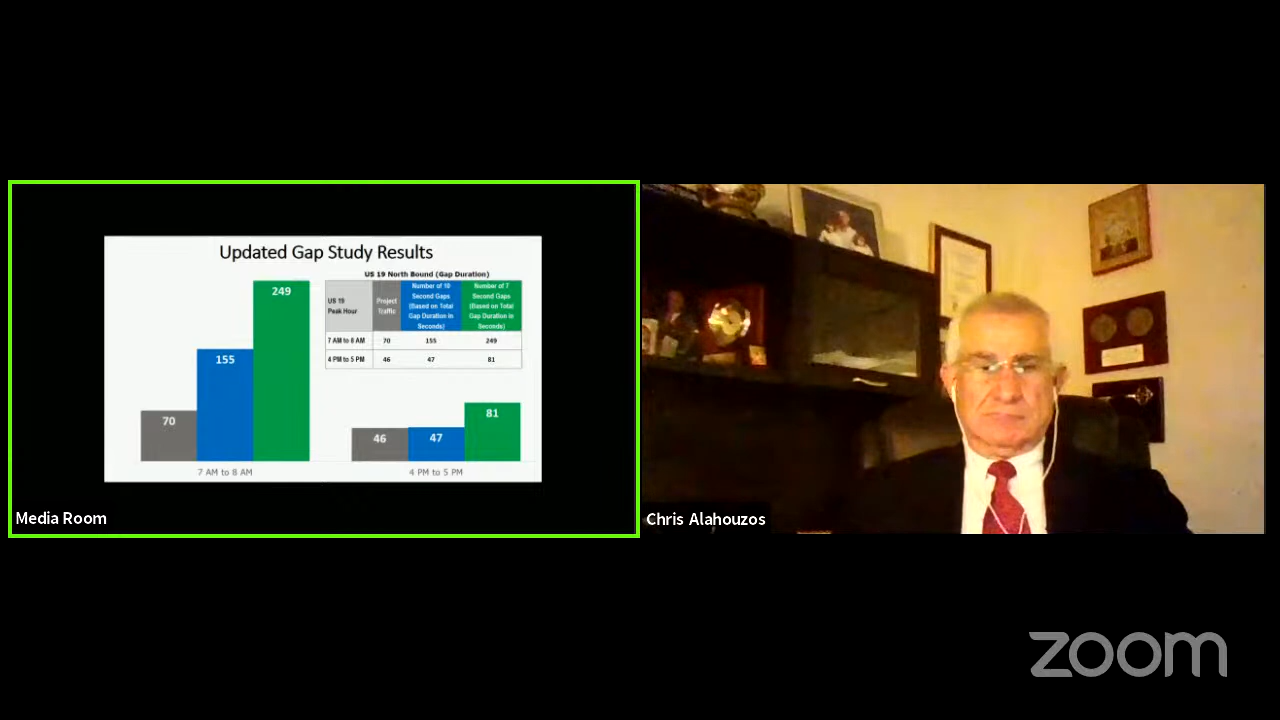 Updated Gap Study Results
US 19 North Bound (Gap Duration)
US 19
Peak Hour
Project
Traffic
Number of 10
Second Gaps
(Based on Total
Gap Duration in
Seconds)
Number of 7
Second Gaps
(Based on Total
Gap Duration in
Seconds)
7 AM to 8 AM 70 155 249
4 PM to 5 PM 46 47 81
249
155
70
81
46 47
7 AM to 8 AM 4 PM to 5 PM
Media Room
Chris Alahouzos
zoom